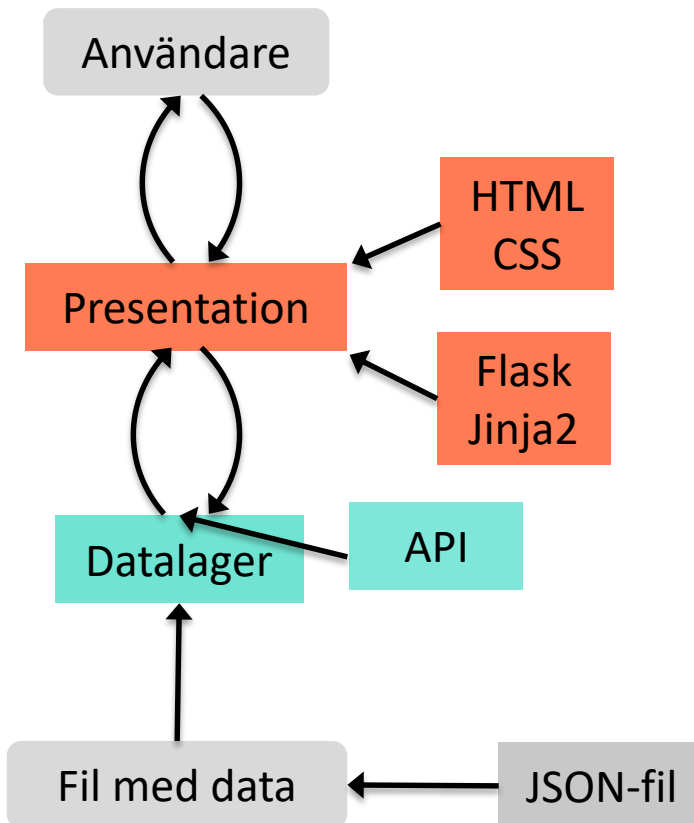 Användare
HTML
CSS
Presentation
Flask
Jinja2
Datalager
API
Fil med data
JSON-fil